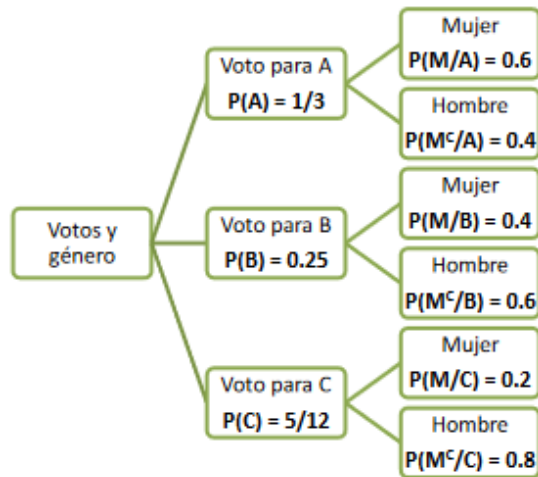 Votos y
género
Voto para A
P(A) = 1/3
Mujer
P(M/A) = 0.6
Hombre
P(Mᶜ/A) = 0.4
Voto para B
P(B) = 0.25
Mujer
P(M/B) = 0.4
Hombre
P(Mᶜ/B) = 0.6
Voto para C
P(C) = 5/12
Mujer
P(M/C) = 0.2
Hombre
P(Mᶜ/C) = 0.8